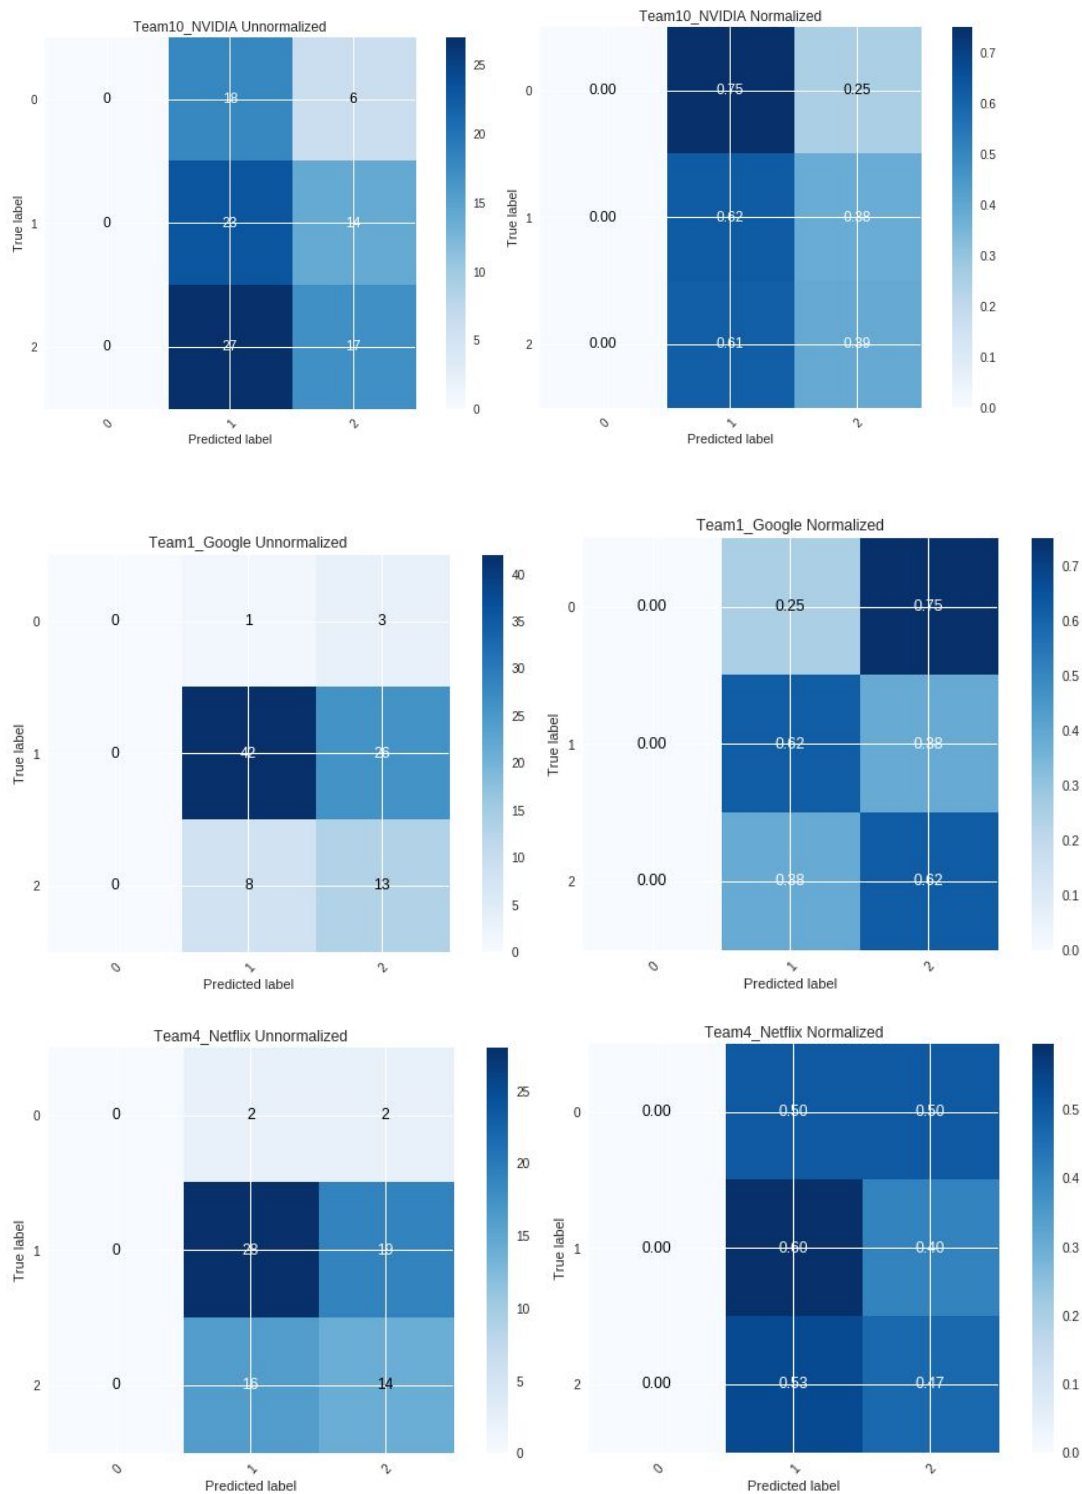 Team10_NVIDIA Unnormalized
0 0 18 6
1 0 23 14
2 0 27 17
0 1 2
True label
Predicted label
25
20
15
10
5
0
Team10_NVIDIA Normalized
0 0.00 0.75 0.25
1 0.00 0.62 0.38
2 0.00 0.61 0.39
0 1 2
True label
Predicted label
0.7
0.6
0.5
0.4
0.3
0.2
0.1
0.0
Team1_Google Unnormalized
0 0 1 3
1 0 42 26
2 0 8 13
0 1 2
True label
Predicted label
40
35
30
25
20
15
10
5
0
Team1_Google Normalized
0 0.00 0.25 0.75
1 0.00 0.62 0.38
2 0.00 0.38 0.62
0 1 2
True label
Predicted label
0.7
0.6
0.5
0.4
0.3
0.2
0.1
0.0
Team4_Netflix Unnormalized
0 0 2 2
1 0 28 19
2 0 16 14
0 1 2
True label
Predicted label
25
20
15
10
5
0
Team4_Netflix Normalized
0 0.00 0.50 0.50
1 0.00 0.60 0.40
2 0.00 0.53 0.47
0 1 2
True label
Predicted label
0.5
0.4
0.3
0.2
0.1
0.0